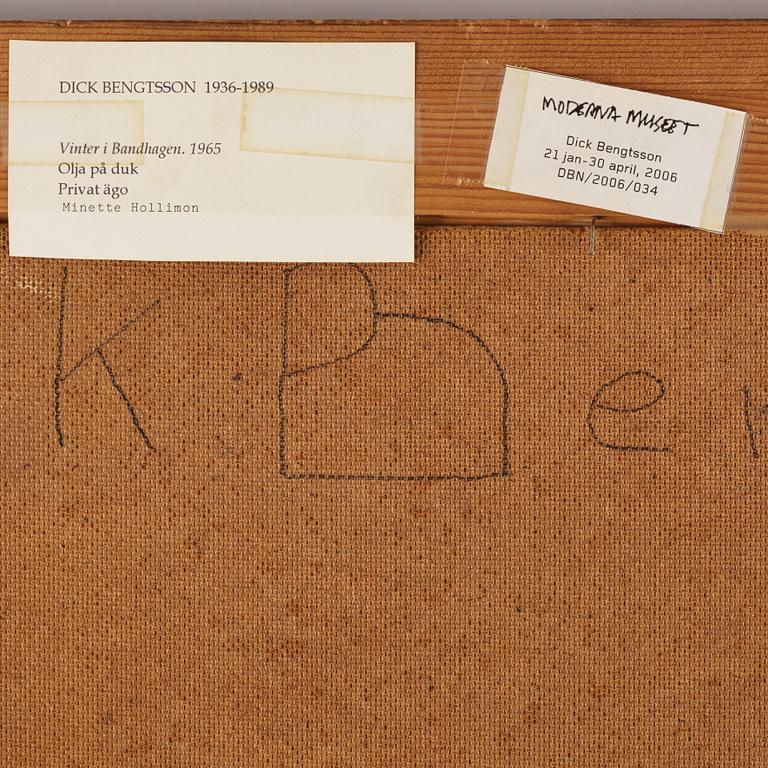 DICK BENGTSSON 1936-1989
Vinter i Bandhagen. 1965
Olja på duk
Privat ägo
Minette Hollimon
MODERNA MUSEET
Dick Bengtsson
21 jan-30 april, 2006
DBN/2006/034
K B e